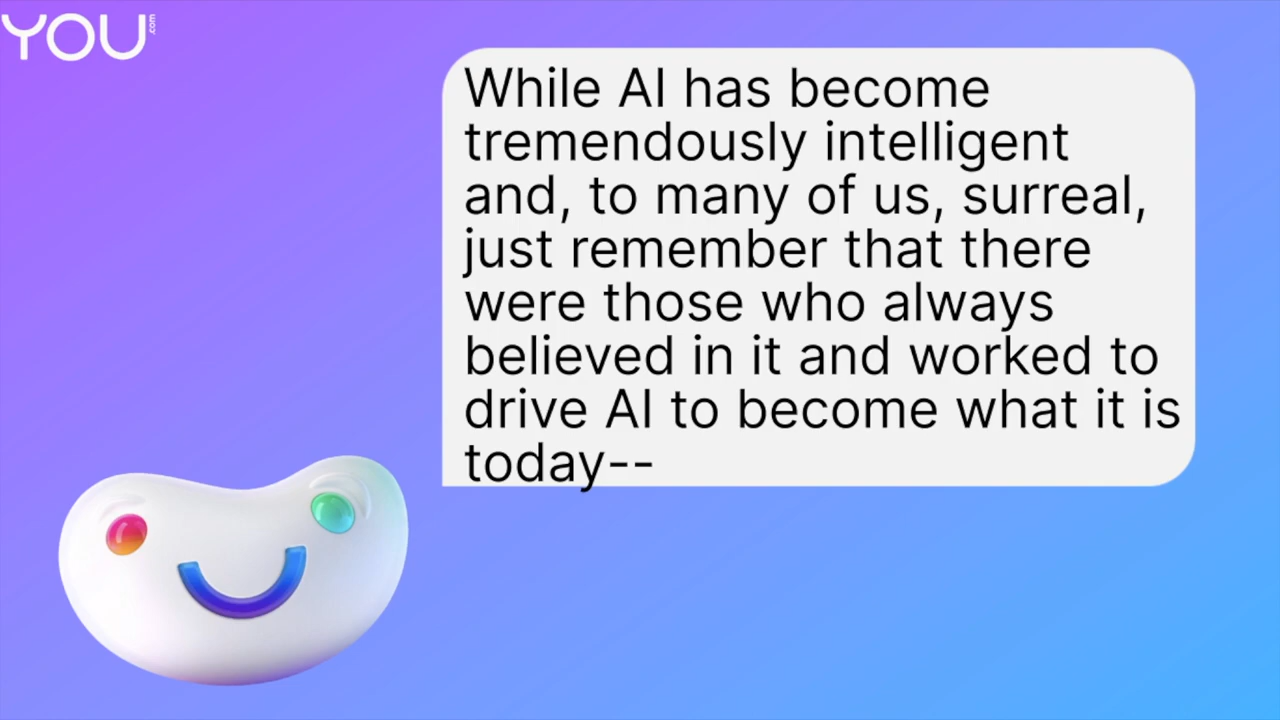 YOU.com
While AI has become
tremendously intelligent
and, to many of us, surreal,
just remember that there
were those who always
believed in it and worked to
drive AI to become what it is
today--